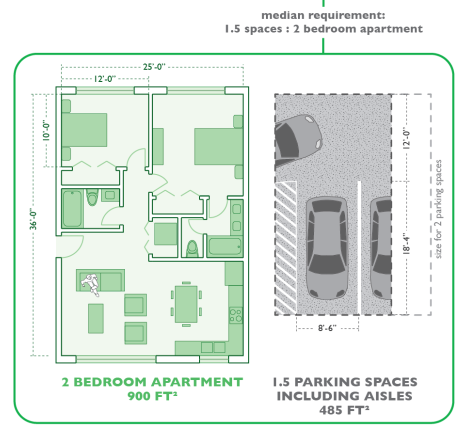 median requirement:
1.5 spaces : 2 bedroom apartment
25'-0"
12'-0"
10'-0"
36'-0"
12'-0"
18'-4"
size for 2 parking spaces
8'-6"
2 BEDROOM APARTMENT
900 FT²
1.5 PARKING SPACES
INCLUDING AISLES
485 FT²